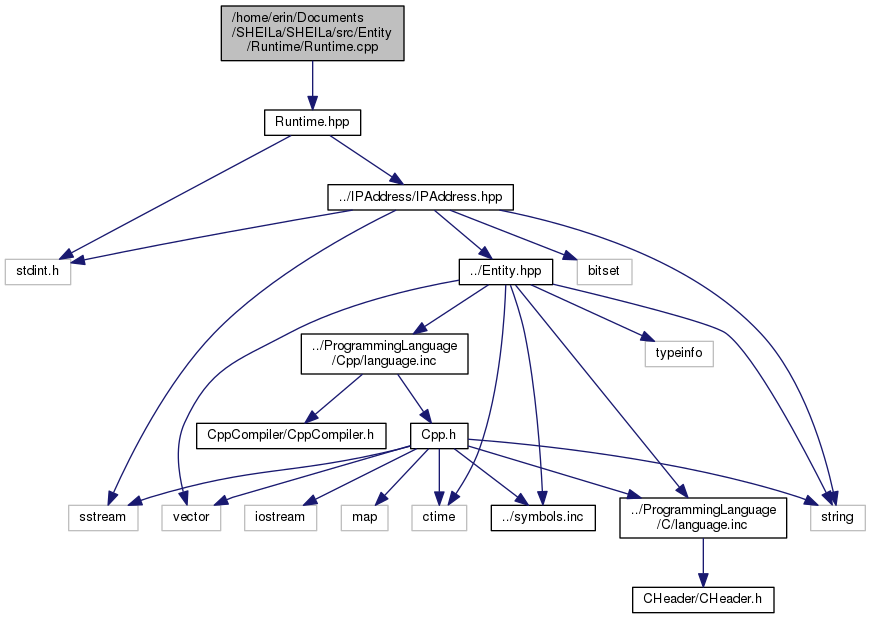 /home/erin/Documents
/SHEILa/SHEILa/src/Entity
/Runtime/Runtime.cpp
Runtime.hpp
../IPAddress/IPAddress.hpp
stdint.h
../Entity.hpp
bitset
../ProgrammingLanguage
/Cpp/language.inc
typeinfo
CppCompiler/CppCompiler.h
Cpp.h
sstream
vector
iostream
map
ctime
../symbols.inc
../ProgrammingLanguage
/C/language.inc
string
CHeader/CHeader.h